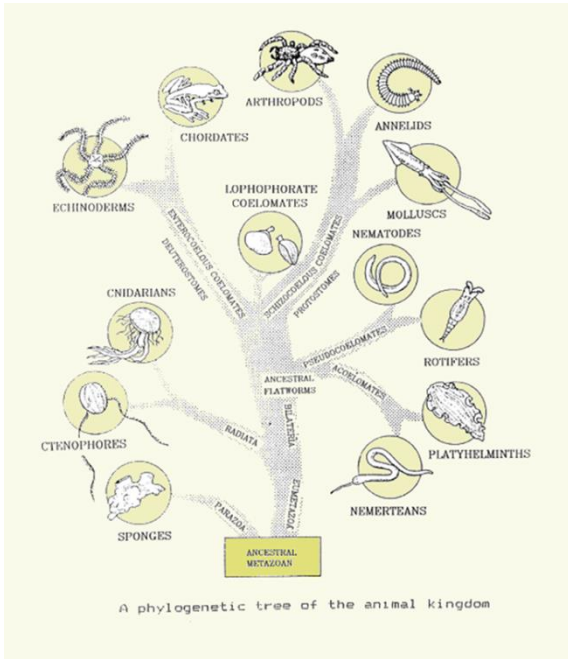 ARTHROPODS
ANNELIDS
CHORDATES
ECHINODERMS
LOPHOPHORATE
COELOMATES
MOLLUSCS
NEMATODES
ENTEROCOELOUS COELOMATES
DEUTEROSTOMES
SCHIZOCOELOUS COELOMATES
PROTOSTOMES
CNIDARIANS
PSEUDOCOELOMATES
ROTIFERS
ANCESTRAL
FLATWORMS
ACOELOMATES
CTENOPHORES
RADIATA
BILATERIA
PLATYHELMINTHS
NEMERTEANS
SPONGES
PARAZOA
EUMETAZOA
ANCESTRAL
METAZOAN
A phylogenetic tree of the animal kingdom